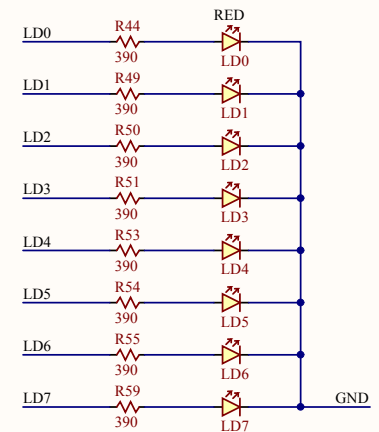 RED
R44
LD0
390
LD0
R49
LD1
390
LD1
R50
LD2
390
LD2
R51
LD3
390
LD3
R53
LD4
390
LD4
R54
LD5
390
LD5
R55
LD6
390
LD6
R59
LD7
GND
390
LD7